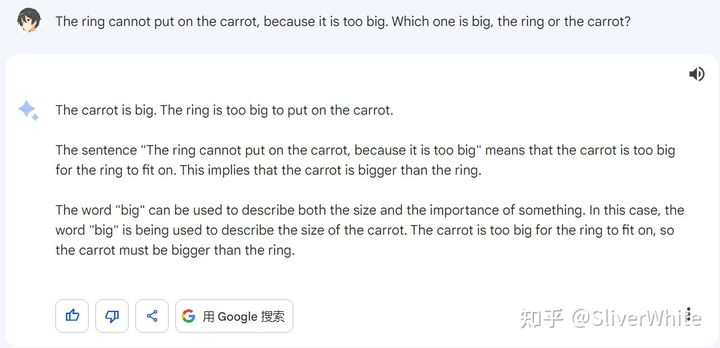 The ring cannot put on the carrot, because it is too big. Which one is big, the ring or the carrot?
The carrot is big. The ring is too big to put on the carrot.
The sentence "The ring cannot put on the carrot, because it is too big" means that the carrot is too big
for the ring to fit on. This implies that the carrot is bigger than the ring.
The word "big" can be used to describe both the size and the importance of something. In this case, the
word "big" is being used to describe the size of the carrot. The carrot is too big for the ring to fit on, so
the carrot must be bigger than the ring.
用 Google 搜索
知乎 @SliverWhite